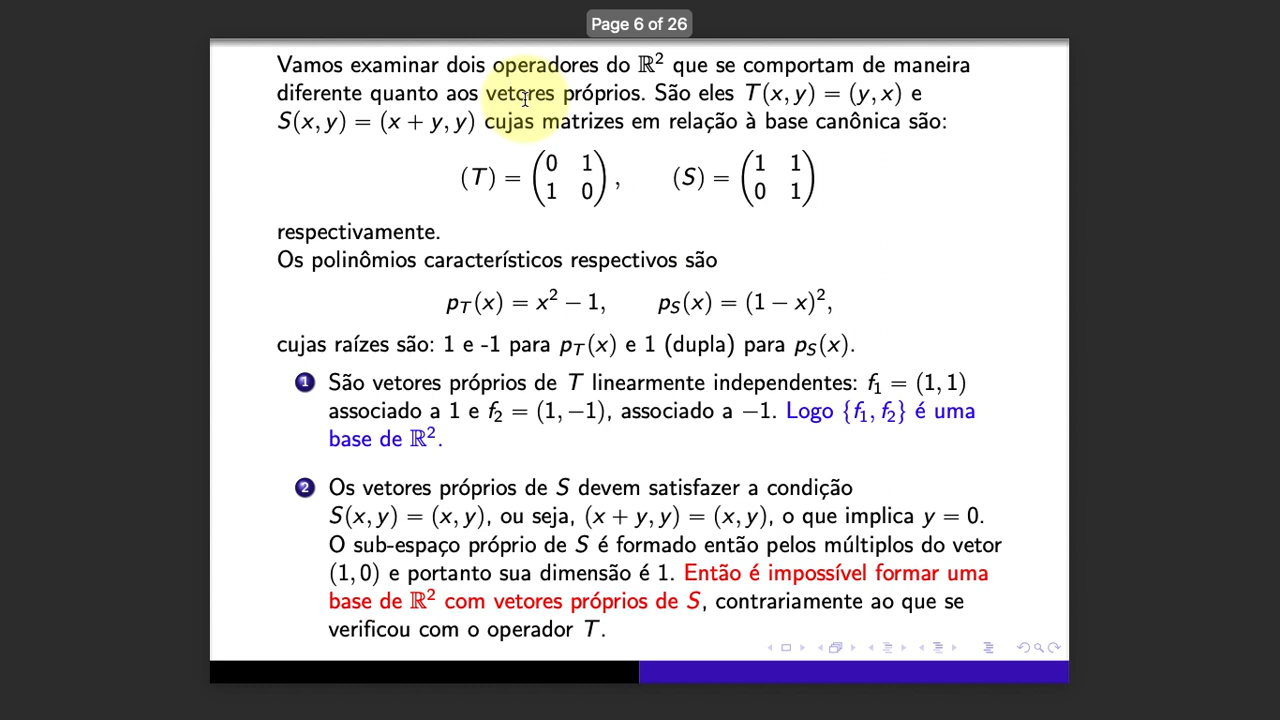 Page 6 of 26
Vamos examinar dois operadores do ℝ² que se comportam de maneira
diferente quanto aos vetores próprios. São eles T(x, y) = (y, x) e
S(x, y) = (x + y, y) cujas matrizes em relação à base canônica são:
(T) = (0 1; 1 0), (S) = (1 1; 0 1)
respectivamente.
Os polinômios característicos respectivos são
p_T(x) = x² − 1, p_S(x) = (1 − x)²,
cujas raízes são: 1 e -1 para p_T(x) e 1 (dupla) para p_S(x).
1 São vetores próprios de T linearmente independentes: f₁ = (1, 1)
associado a 1 e f₂ = (1, −1), associado a −1. Logo {f₁, f₂} é uma
base de ℝ².
2 Os vetores próprios de S devem satisfazer a condição
S(x, y) = (x, y), ou seja, (x + y, y) = (x, y), o que implica y = 0.
O sub-espaço próprio de S é formado então pelos múltiplos do vetor
(1, 0) e portanto sua dimensão é 1. Então é impossível formar uma
base de ℝ² com vetores próprios de S, contrariamente ao que se
verificou com o operador T.